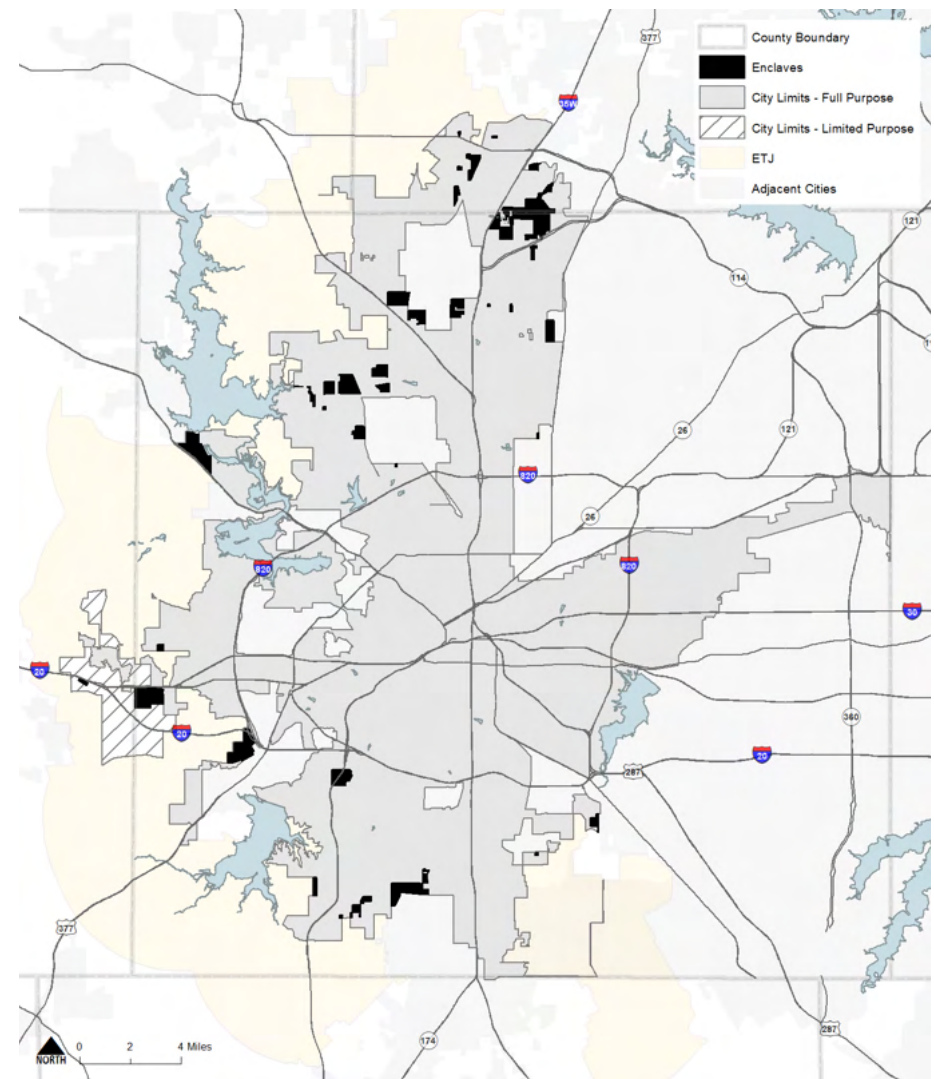 377
County Boundary
Enclaves
35W
City Limits - Full Purpose
City Limits - Limited Purpose
ETJ
Adjacent Cities
121
114
26
121
820
26
820
820
30
20
360
20
20
287
377
174
287
0 2 4 Miles
NORTH